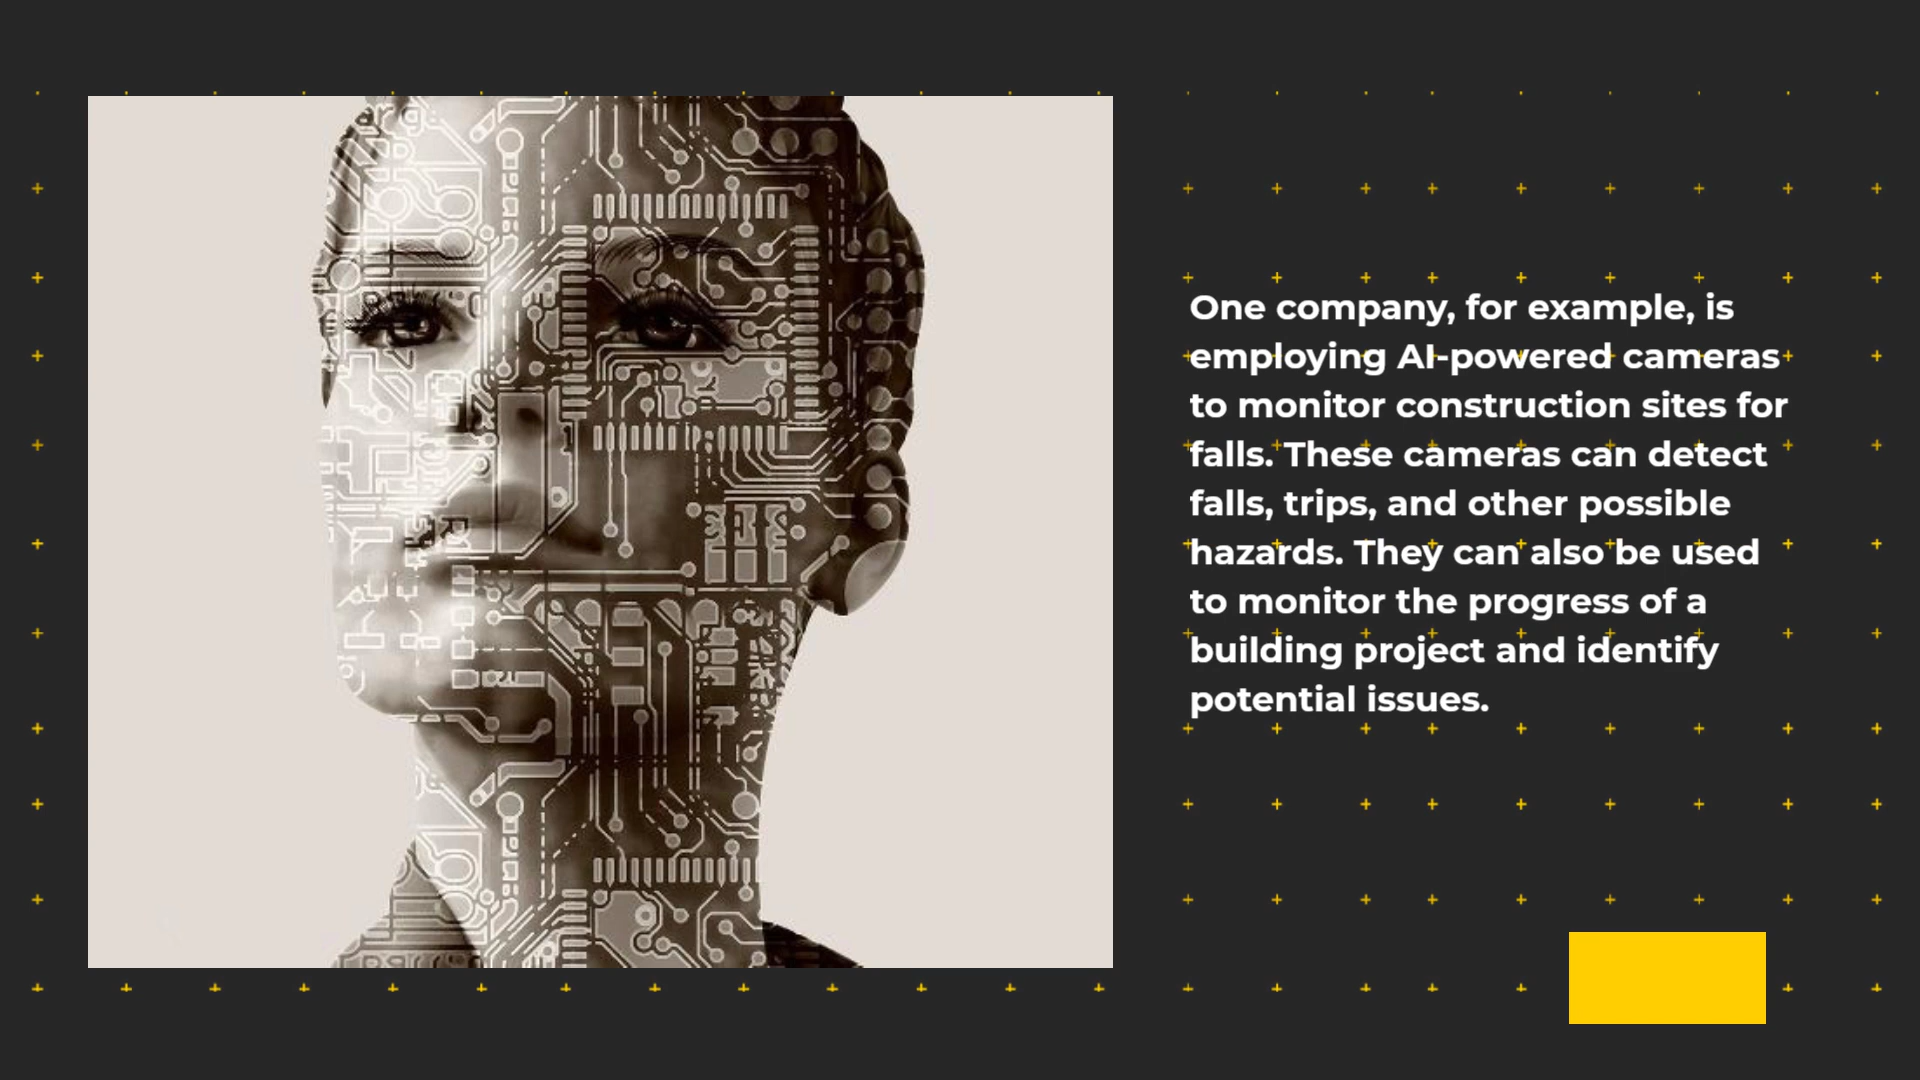 One company, for example, is
employing AI-powered cameras
to monitor construction sites for
falls. These cameras can detect
falls, trips, and other possible
hazards. They can also be used
to monitor the progress of a
building project and identify
potential issues.